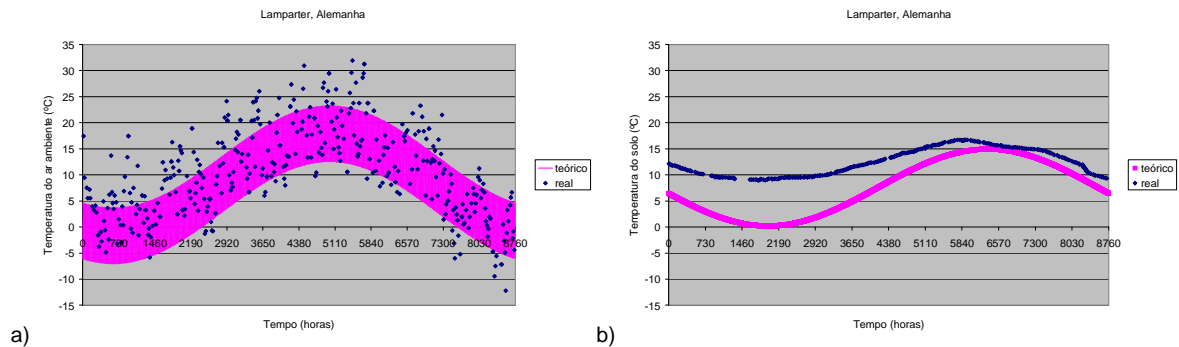 Lamparter, Alemanha
35
30
25
20
15
10
5
0
-5
-10
-15
Temperatura do ar ambiente (ºC)
0 730 1460 2190 2920 3650 4380 5110 5840 6570 7300 8030 8760
Tempo (horas)
teórico
real
a)
Lamparter, Alemanha
35
30
25
20
15
10
5
0
-5
-10
-15
Temperatura do solo (ºC)
0 730 1460 2190 2920 3650 4380 5110 5840 6570 7300 8030 8760
Tempo (horas)
teórico
real
b)